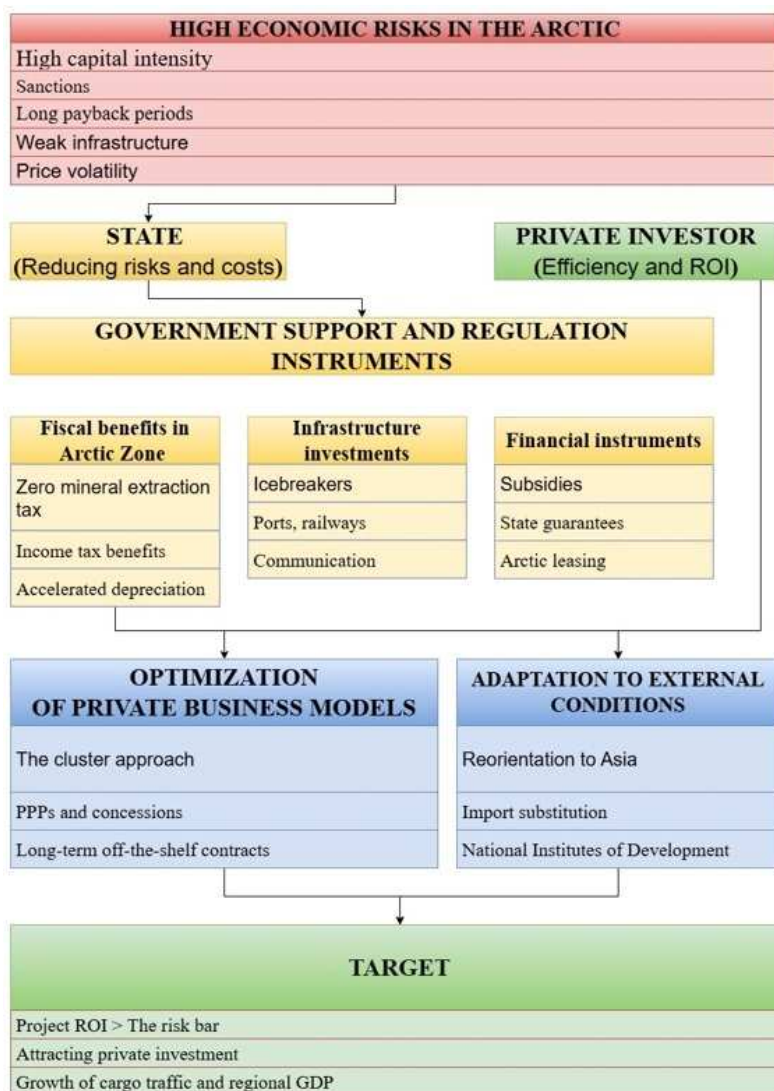 HIGH ECONOMIC RISKS IN THE ARCTIC
High capital intensity
Sanctions
Long payback periods
Weak infrastructure
Price volatility
STATE
(Reducing risks and costs)
PRIVATE INVESTOR
(Efficiency and ROI)
GOVERNMENT SUPPORT AND REGULATION
INSTRUMENTS
Fiscal benefits in
Arctic Zone
Zero mineral extraction
tax
Income tax benefits
Accelerated depreciation
Infrastructure
investments
Icebreakers
Ports, railways
Communication
Financial instruments
Subsidies
State guarantees
Arctic leasing
OPTIMIZATION
OF PRIVATE BUSINESS MODELS
The cluster approach
PPPs and concessions
Long-term off-the-shelf contracts
ADAPTATION TO EXTERNAL
CONDITIONS
Reorientation to Asia
Import substitution
National Institutes of Development
TARGET
Project ROI > The risk bar
Attracting private investment
Growth of cargo traffic and regional GDP